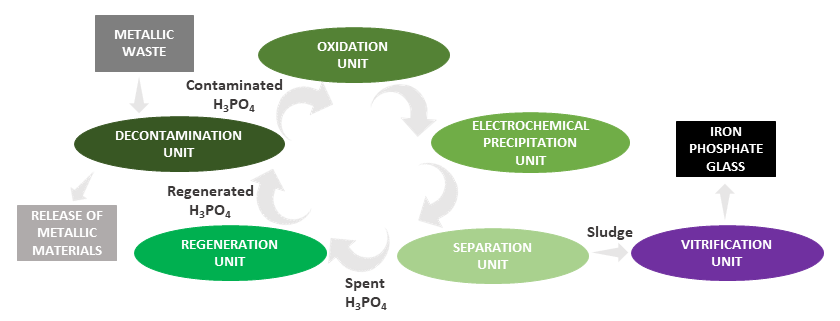 METALLIC
WASTE
OXIDATION
UNIT
Contaminated
H₃PO₄
DECONTAMINATION
UNIT
ELECTROCHEMICAL
PRECIPITATION
UNIT
IRON
PHOSPHATE
GLASS
Regenerated
H₃PO₄
RELEASE OF
METALLIC
MATERIALS
REGENERATION
UNIT
SEPARATION
UNIT
Sludge
VITRIFICATION
UNIT
Spent
H₃PO₄